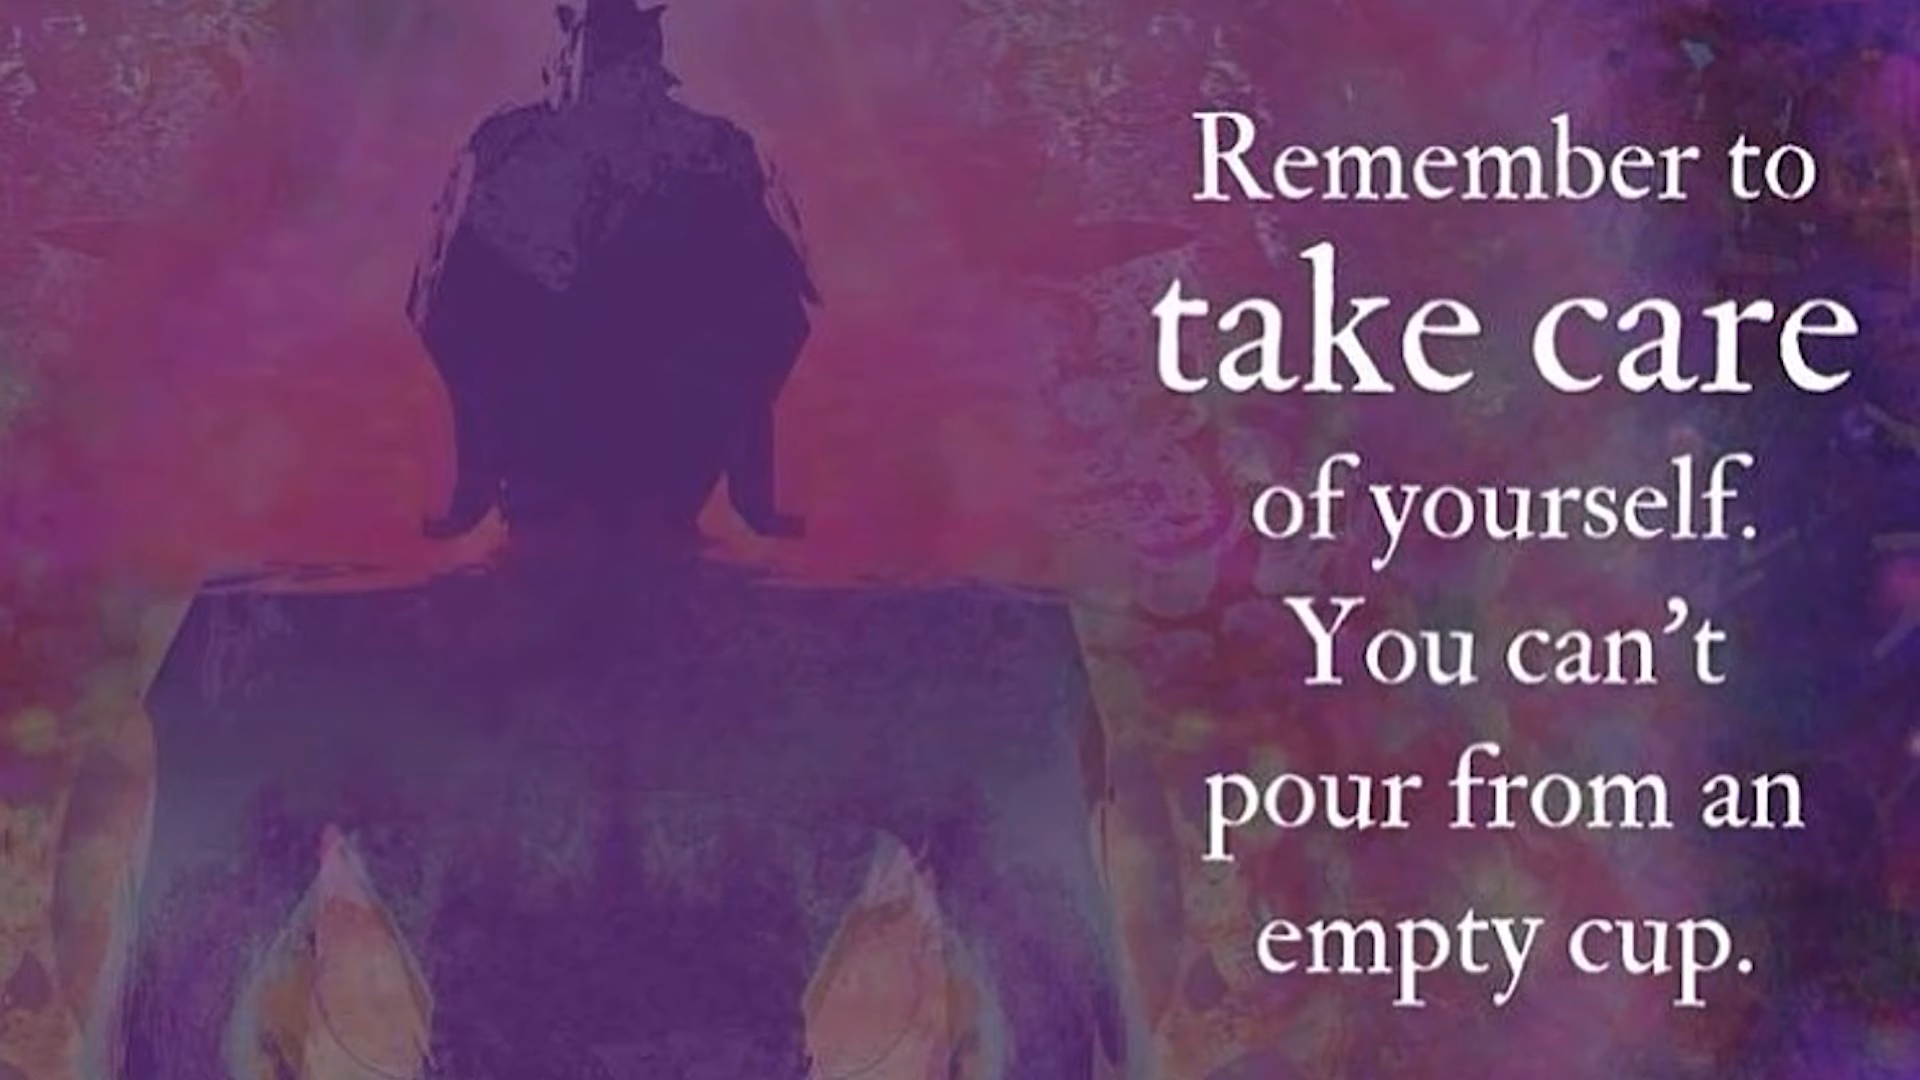 Remember to
take care
of yourself.
You can’t
pour from an
empty cup.